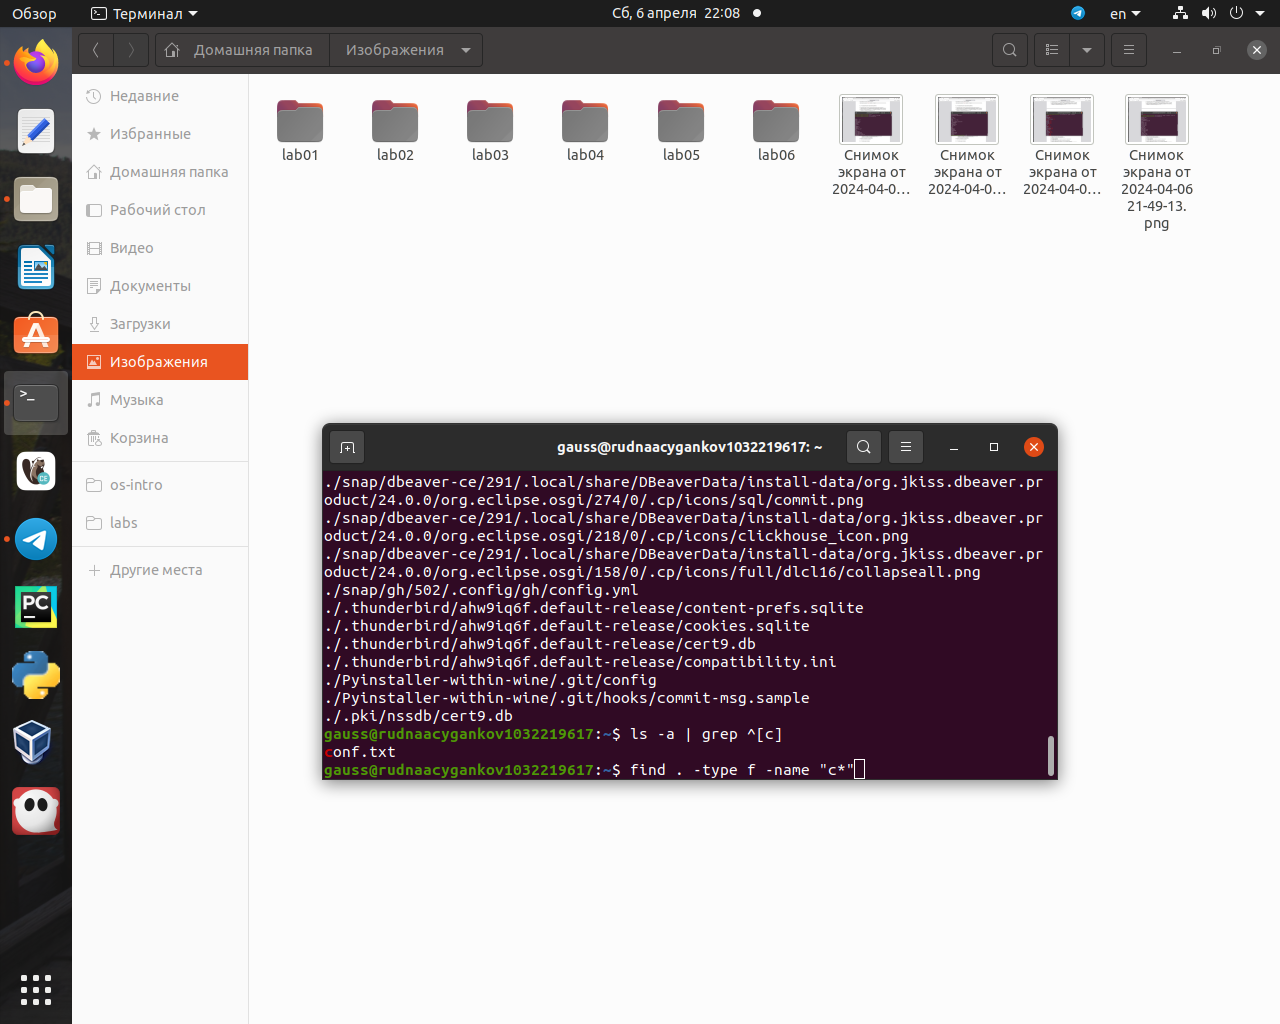 Обзор
Терминал
Сб, 6 апреля 22:08
en
Домашняя папка
Изображения
Недавние
Избранные
Домашняя папка
Рабочий стол
Видео
Документы
Загрузки
Изображения
Музыка
Корзина
os-intro
labs
Другие места
lab01
lab02
lab03
lab04
lab05
lab06
Снимок
экрана от
2024-04-0…
Снимок
экрана от
2024-04-0…
Снимок
экрана от
2024-04-0…
Снимок
экрана от
2024-04-06
21-49-13.
png
gauss@rudnaacygankov1032219617: ~
./snap/dbeaver-ce/291/.local/share/DBeaverData/install-data/org.jkiss.dbeaver.pr
oduct/24.0.0/org.eclipse.osgi/274/0/.cp/icons/sql/commit.png
./snap/dbeaver-ce/291/.local/share/DBeaverData/install-data/org.jkiss.dbeaver.pr
oduct/24.0.0/org.eclipse.osgi/218/0/.cp/icons/clickhouse_icon.png
./snap/dbeaver-ce/291/.local/share/DBeaverData/install-data/org.jkiss.dbeaver.pr
oduct/24.0.0/org.eclipse.osgi/158/0/.cp/icons/full/dlcl16/collapseall.png
./snap/gh/502/.config/gh/config.yml
./.thunderbird/ahw9iq6f.default-release/content-prefs.sqlite
./.thunderbird/ahw9iq6f.default-release/cookies.sqlite
./.thunderbird/ahw9iq6f.default-release/cert9.db
./.thunderbird/ahw9iq6f.default-release/compatibility.ini
./Pyinstaller-within-wine/.git/config
./Pyinstaller-within-wine/.git/hooks/commit-msg.sample
./.pki/nssdb/cert9.db
gauss@rudnaacygankov1032219617:~$ ls -a | grep ^[c]
conf.txt
gauss@rudnaacygankov1032219617:~$ find . -type f -name "c*"
>_
CE
PC